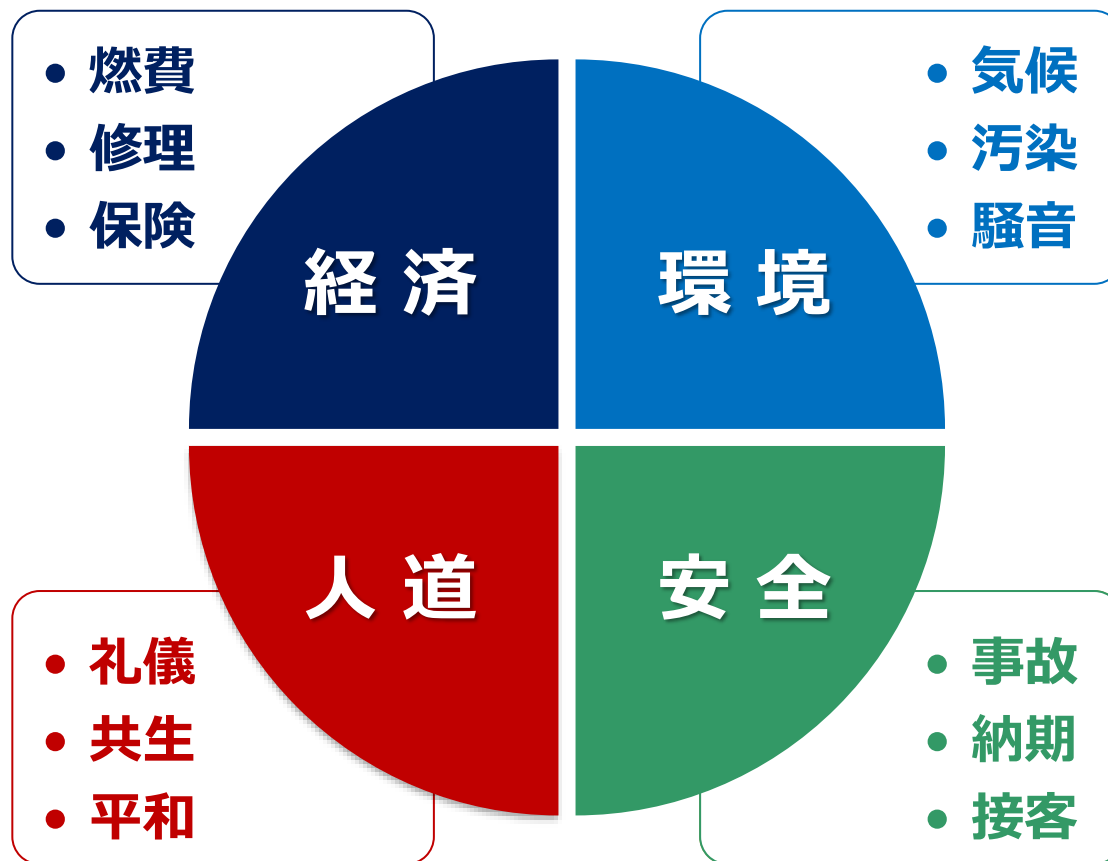 • 燃費
• 修理
• 保険
経済
• 気候
• 汚染
• 騒音
環境
人道
• 礼儀
• 共生
• 平和
安全
• 事故
• 納期
• 接客